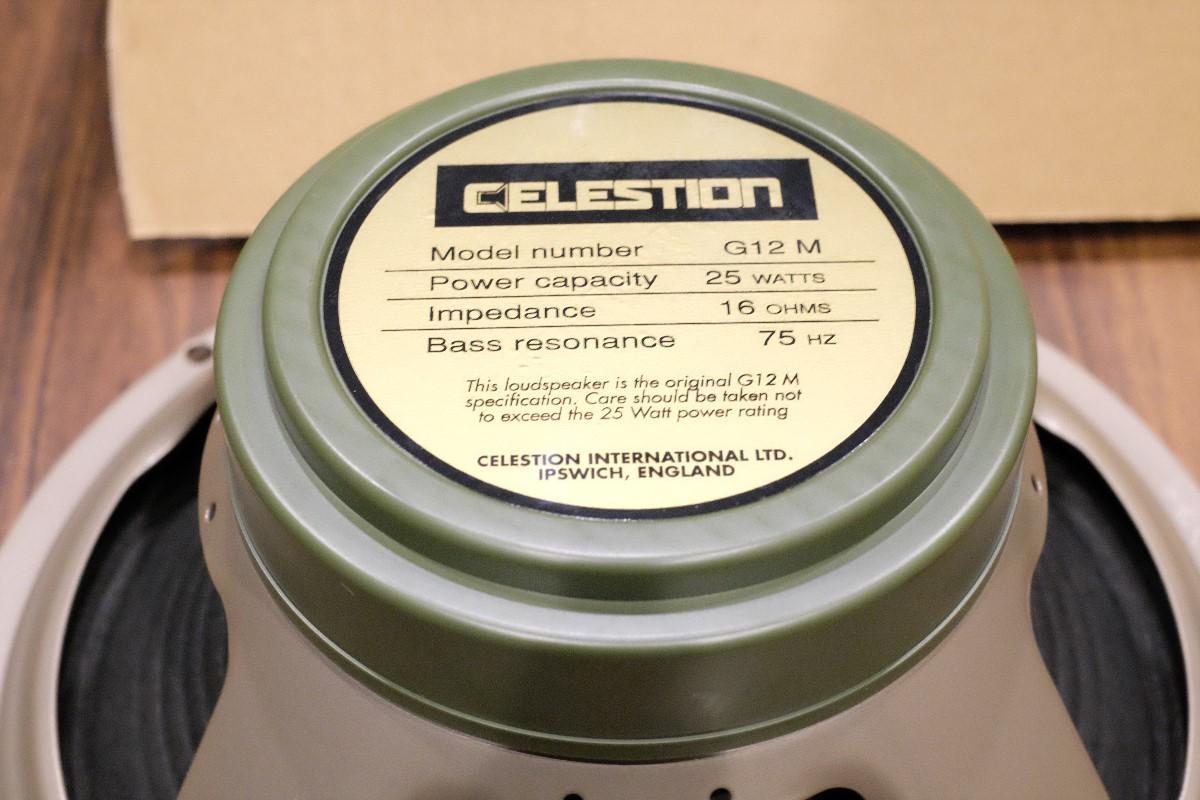 CELESTION
Model number G12 M
Power capacity 25 WATTS
Impedance 16 OHMS
Bass resonance 75 HZ
This loudspeaker is the original G12 M
specification. Care should be taken not
to exceed the 25 Watt power rating
CELESTION INTERNATIONAL LTD.
IPSWICH, ENGLAND